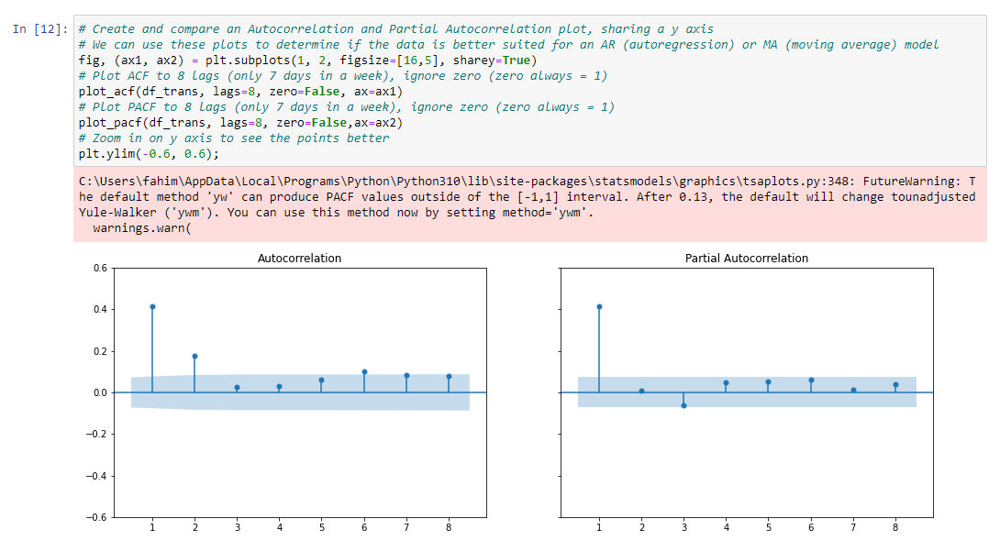 In [12]:
# Create and compare an Autocorrelation and Partial Autocorrelation plot, sharing a y axis
# We can use these plots to determine if the data is better suited for an AR (autoregression) or MA (moving average) model
fig, (ax1, ax2) = plt.subplots(1, 2, figsize=[16,5], sharey=True)
# Plot ACF to 8 lags (only 7 days in a week), ignore zero (zero always = 1)
plot_acf(df_trans, lags=8, zero=False, ax=ax1)
# Plot PACF to 8 lags (only 7 days in a week), ignore zero (zero always = 1)
plot_pacf(df_trans, lags=8, zero=False,ax=ax2)
# Zoom in on y axis to see the points better
plt.ylim(-0.6, 0.6);
C:\Users\fahim\AppData\Local\Programs\Python\Python310\lib\site-packages\statsmodels\graphics\tsaplots.py:348: FutureWarning: T
he default method 'yw' can produce PACF values outside of the [-1,1] interval. After 0.13, the default will change tounadjusted
Yule-Walker ('ywm'). You can use this method now by setting method='ywm'.
warnings.warn(
Autocorrelation
0.6
0.4
0.2
0.0
−0.2
−0.4
−0.6
1 2 3 4 5 6 7 8
Partial Autocorrelation
1 2 3 4 5 6 7 8